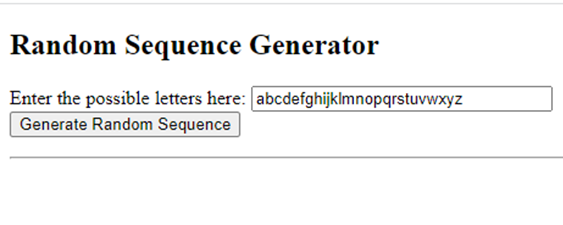 Random Sequence Generator
Enter the possible letters here: abcdefghijklmnopqrstuvwxyz
Generate Random Sequence